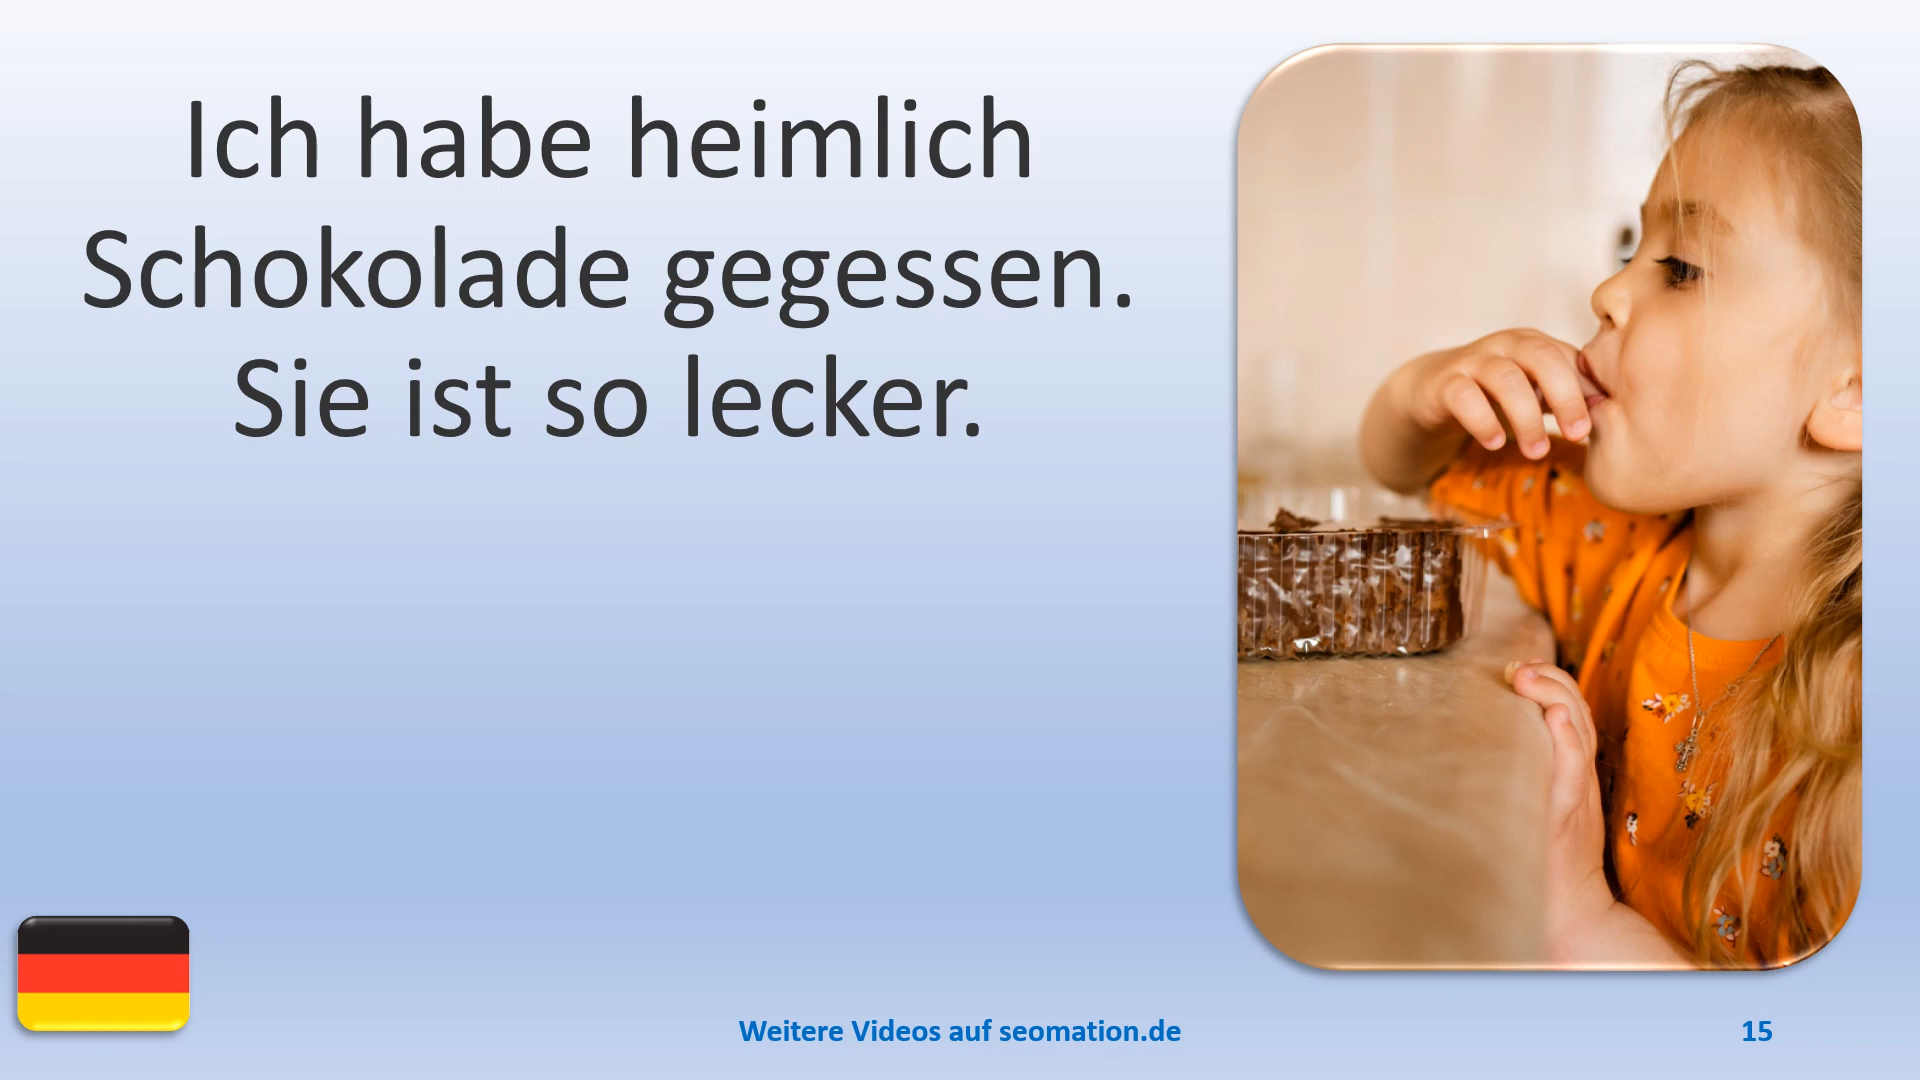 Ich habe heimlich
Schokolade gegessen.
Sie ist so lecker.
Weitere Videos auf seomation.de
15